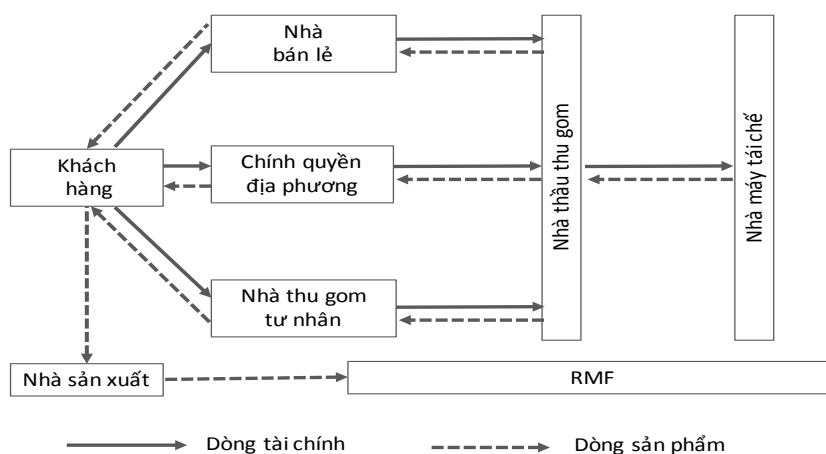 Nhà
bán lẻ
Khách
hàng
Chính quyền
địa phương
Nhà thu gom
tư nhân
Nhà thầu thu gom
Nhà máy tái chế
Nhà sản xuất
RMF
Dòng tài chính
Dòng sản phẩm